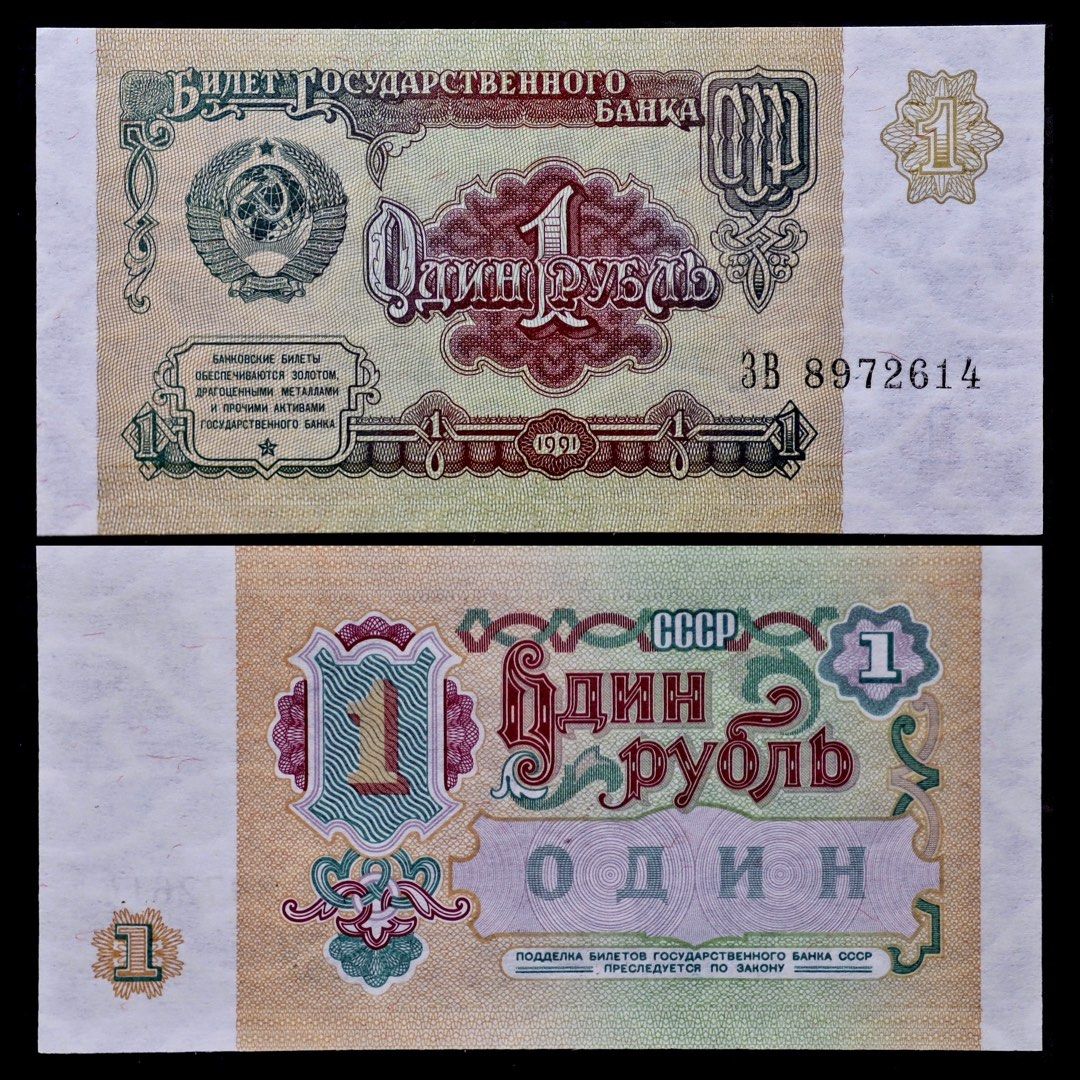 БИЛЕТ ГОСУДАРСТВЕННОГО
БАНКА
СССР
1
1
ОДИН РУБЛЬ
БАНКОВСКИЕ БИЛЕТЫ
ОБЕСПЕЧИВАЮТСЯ ЗОЛОТОМ,
ДРАГОЦЕННЫМИ МЕТАЛЛАМИ
И ПРОЧИМИ АКТИВАМИ
ГОСУДАРСТВЕННОГО БАНКА
ЗВ 8972614
1 1 1991 1 1
СССР
1
1
Один
рубль
ОДИН
1
ПОДДЕЛКА БИЛЕТОВ ГОСУДАРСТВЕННОГО БАНКА СССР
ПРЕСЛЕДУЕТСЯ ПО ЗАКОНУ